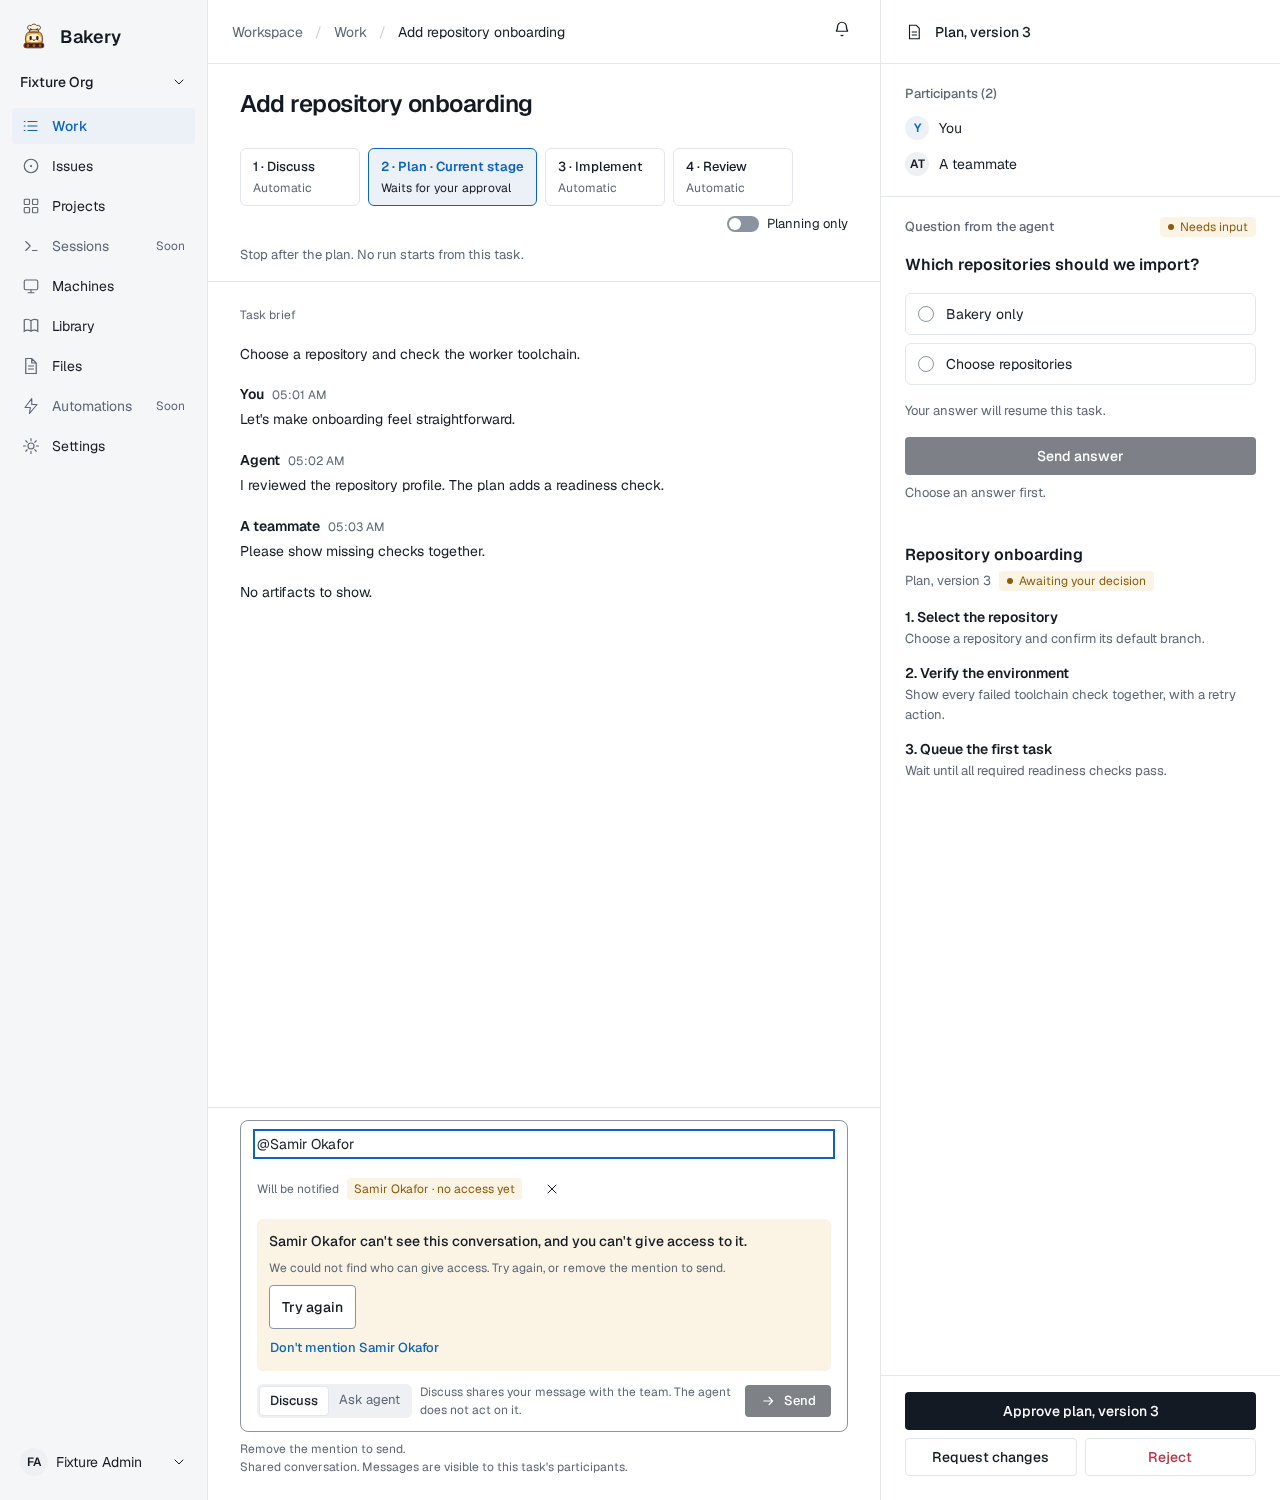 Bakery
Fixture Org
Work
Issues
Projects
Sessions Soon
Machines
Library
Files
Automations Soon
Settings
FA Fixture Admin
Workspace / Work / Add repository onboarding
Add repository onboarding
1 · Discuss
Automatic
2 · Plan · Current stage
Waits for your approval
3 · Implement
Automatic
4 · Review
Automatic
Planning only
Stop after the plan. No run starts from this task.
Task brief
Choose a repository and check the worker toolchain.
You 05:01 AM
Let's make onboarding feel straightforward.
Agent 05:02 AM
I reviewed the repository profile. The plan adds a readiness check.
A teammate 05:03 AM
Please show missing checks together.
No artifacts to show.
@Samir Okafor
Will be notified Samir Okafor · no access yet
Samir Okafor can't see this conversation, and you can't give access to it.
We could not find who can give access. Try again, or remove the mention to send.
Try again
Don't mention Samir Okafor
Discuss Ask agent
Discuss shares your message with the team. The agent
does not act on it.
Send
Remove the mention to send.
Shared conversation. Messages are visible to this task's participants.
Plan, version 3
Participants (2)
Y You
AT A teammate
Question from the agent Needs input
Which repositories should we import?
Bakery only
Choose repositories
Your answer will resume this task.
Send answer
Choose an answer first.
Repository onboarding
Plan, version 3 Awaiting your decision
1. Select the repository
Choose a repository and confirm its default branch.
2. Verify the environment
Show every failed toolchain check together, with a retry
action.
3. Queue the first task
Wait until all required readiness checks pass.
Approve plan, version 3
Request changes Reject